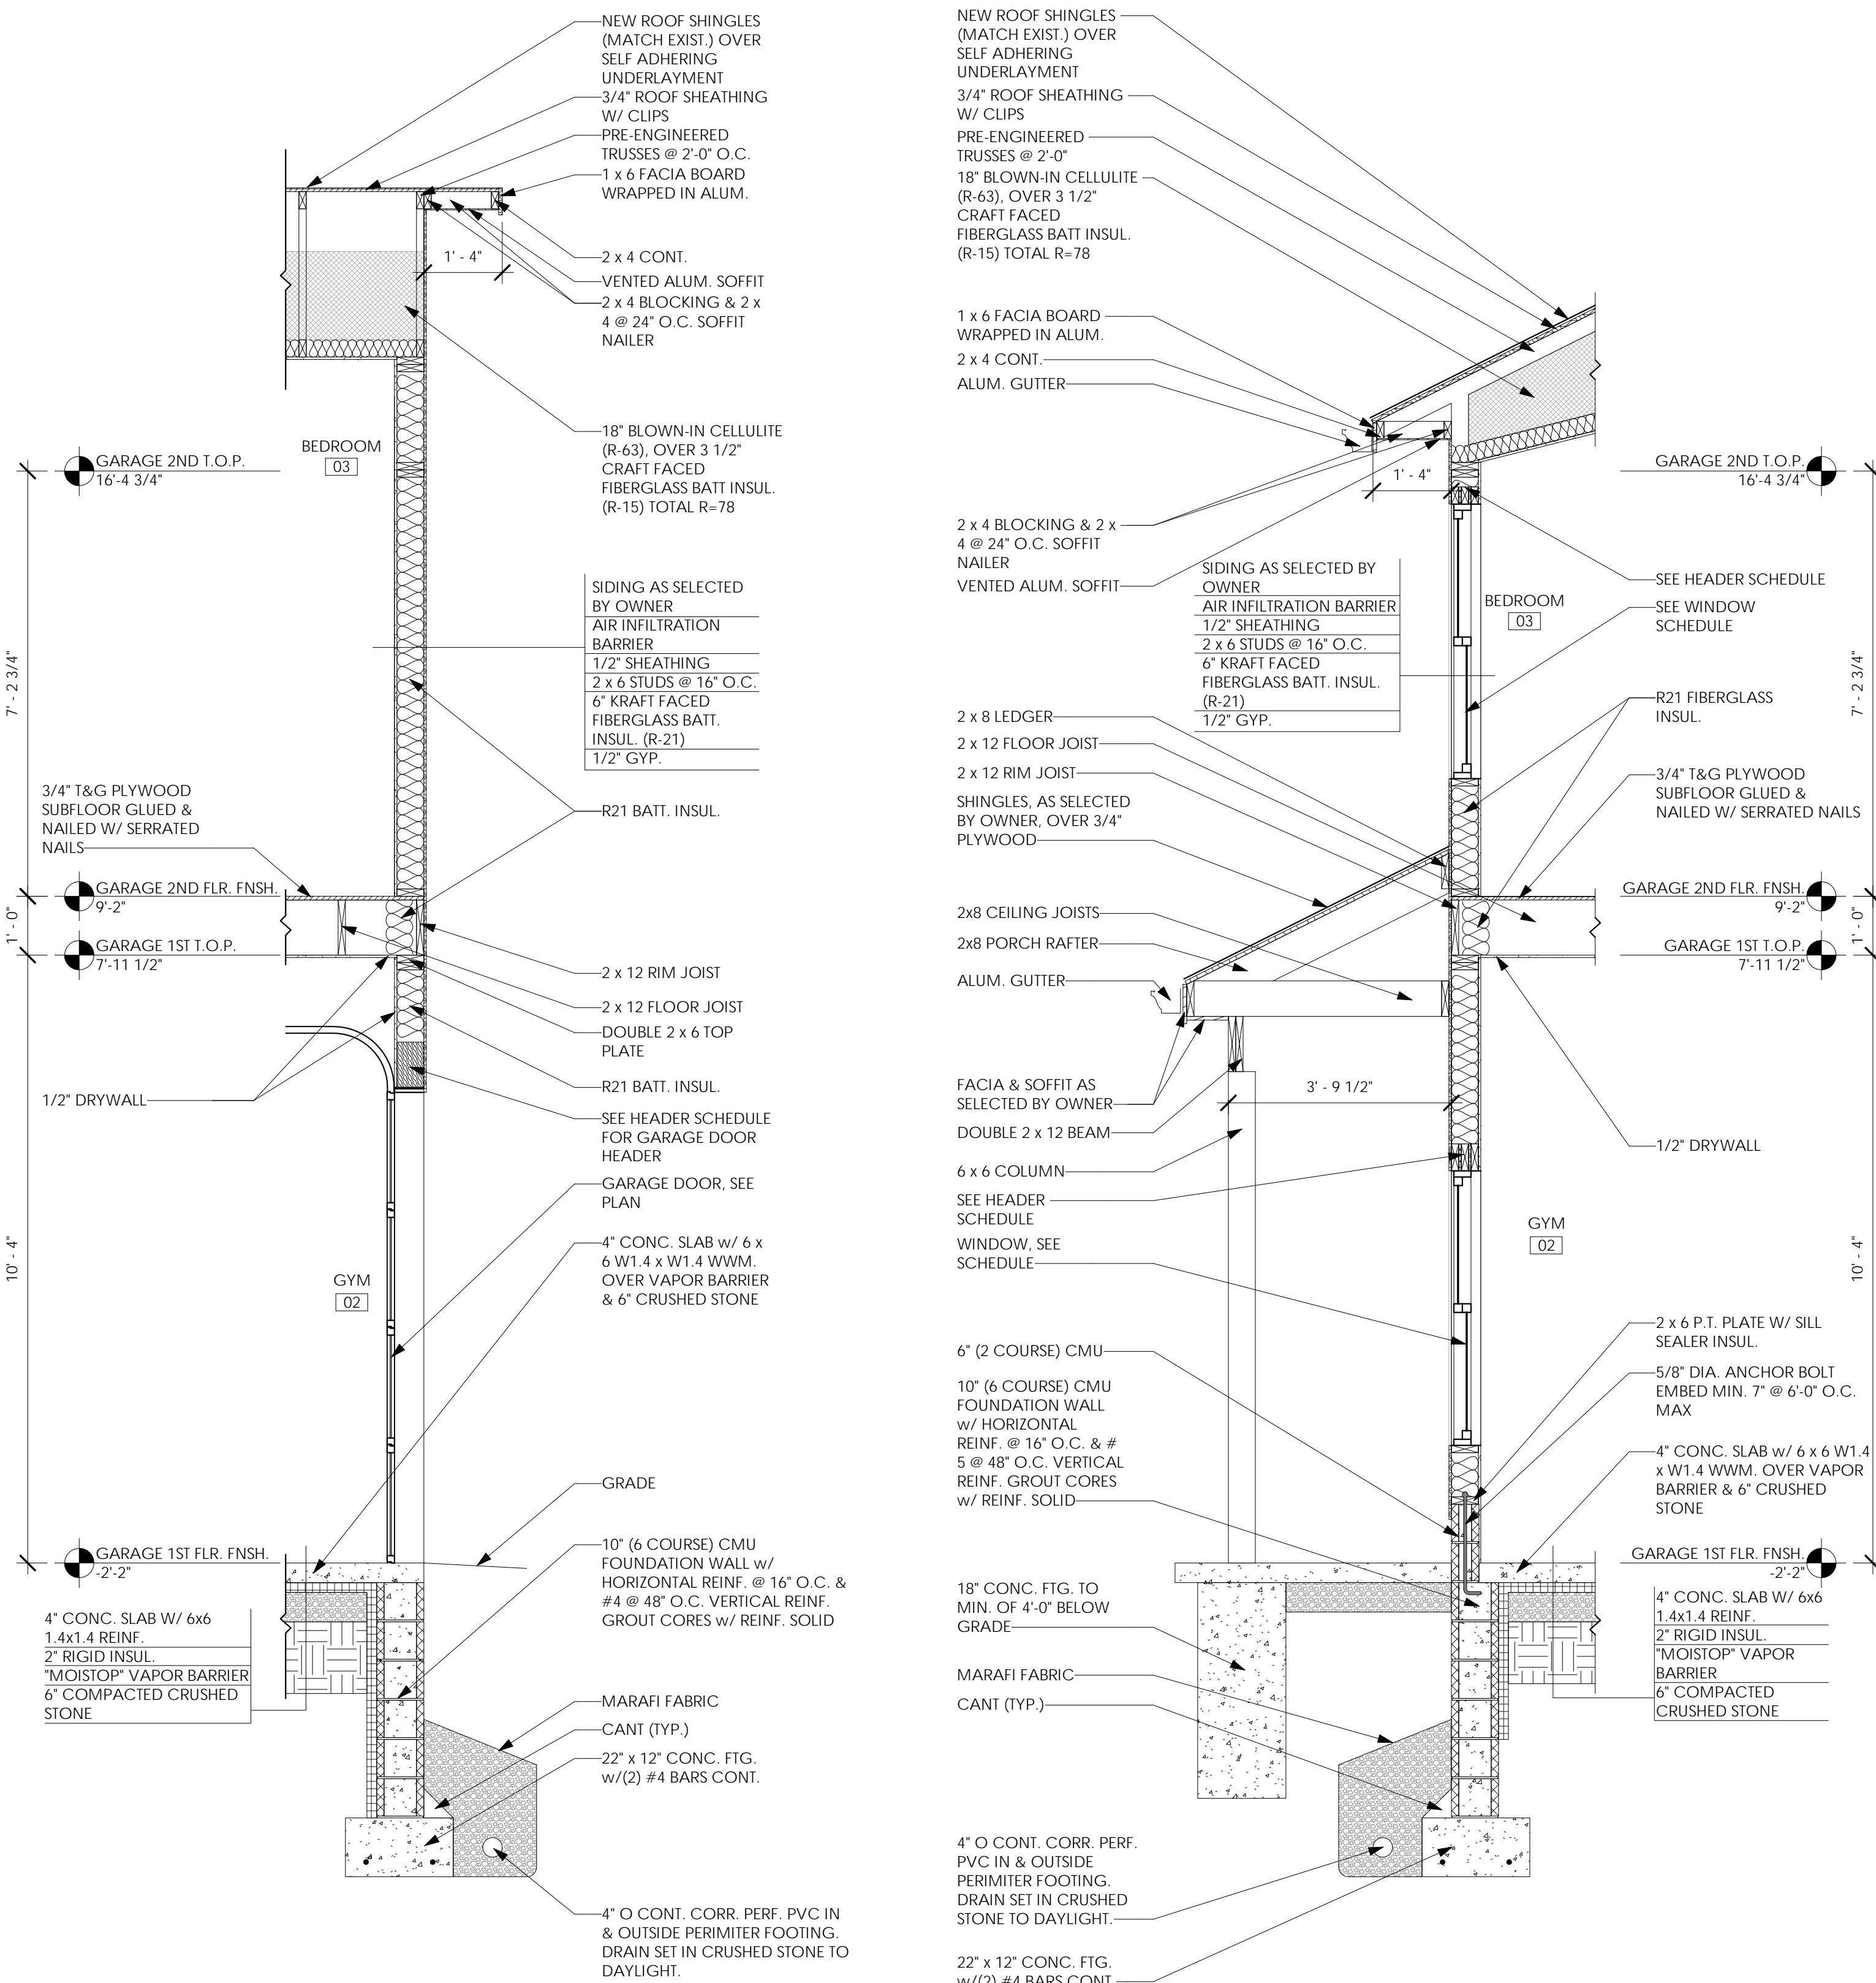 NEW ROOF SHINGLES
(MATCH EXIST.) OVER
SELF ADHERING
UNDERLAYMENT
3/4" ROOF SHEATHING
W/ CLIPS
PRE-ENGINEERED
TRUSSES @ 2'-0" O.C.
1 x 6 FACIA BOARD
WRAPPED IN ALUM.
1' - 4"
2 x 4 CONT.
VENTED ALUM. SOFFIT
2 x 4 BLOCKING & 2 x
4 @ 24" O.C. SOFFIT
NAILER
18" BLOWN-IN CELLULITE
(R-63), OVER 3 1/2"
CRAFT FACED
FIBERGLASS BATT INSUL.
(R-15) TOTAL R=78
BEDROOM
03
GARAGE 2ND T.O.P.
16'-4 3/4"
SIDING AS SELECTED
BY OWNER
AIR INFILTRATION
BARRIER
1/2" SHEATHING
2 x 6 STUDS @ 16" O.C.
6" KRAFT FACED
FIBERGLASS BATT.
INSUL. (R-21)
1/2" GYP.
7' - 2 3/4"
3/4" T&G PLYWOOD
SUBFLOOR GLUED &
NAILED W/ SERRATED
NAILS
R21 BATT. INSUL.
GARAGE 2ND FLR. FNSH.
9'-2"
1' - 0"
GARAGE 1ST T.O.P.
7'-11 1/2"
2 x 12 RIM JOIST
2 x 12 FLOOR JOIST
DOUBLE 2 x 6 TOP
PLATE
R21 BATT. INSUL.
1/2" DRYWALL
SEE HEADER SCHEDULE
FOR GARAGE DOOR
HEADER
GARAGE DOOR, SEE
PLAN
4" CONC. SLAB w/ 6 x
6 W1.4 x W1.4 WWM.
OVER VAPOR BARRIER
& 6" CRUSHED STONE
GYM
02
10' - 4"
GRADE
GARAGE 1ST FLR. FNSH.
-2'-2"
10" (6 COURSE) CMU
FOUNDATION WALL w/
HORIZONTAL REINF. @ 16" O.C. &
#4 @ 48" O.C. VERTICAL REINF.
GROUT CORES w/ REINF. SOLID
4" CONC. SLAB W/ 6x6
1.4x1.4 REINF.
2" RIGID INSUL.
"MOISTOP" VAPOR BARRIER
6" COMPACTED CRUSHED
STONE
MARAFI FABRIC
CANT (TYP.)
22" x 12" CONC. FTG.
w/(2) #4 BARS CONT.
4" O CONT. CORR. PERF. PVC IN
& OUTSIDE PERIMITER FOOTING.
DRAIN SET IN CRUSHED STONE TO
DAYLIGHT.
NEW ROOF SHINGLES
(MATCH EXIST.) OVER
SELF ADHERING
UNDERLAYMENT
3/4" ROOF SHEATHING
W/ CLIPS
PRE-ENGINEERED
TRUSSES @ 2'-0"
18" BLOWN-IN CELLULITE
(R-63), OVER 3 1/2"
CRAFT FACED
FIBERGLASS BATT INSUL.
(R-15) TOTAL R=78
1 x 6 FACIA BOARD
WRAPPED IN ALUM.
2 x 4 CONT.
ALUM. GUTTER
1' - 4"
GARAGE 2ND T.O.P.
16'-4 3/4"
2 x 4 BLOCKING & 2 x
4 @ 24" O.C. SOFFIT
NAILER
VENTED ALUM. SOFFIT
SIDING AS SELECTED BY
OWNER
AIR INFILTRATION BARRIER
1/2" SHEATHING
2 x 6 STUDS @ 16" O.C.
6" KRAFT FACED
FIBERGLASS BATT. INSUL.
(R-21)
1/2" GYP.
BEDROOM
03
SEE HEADER SCHEDULE
SEE WINDOW
SCHEDULE
7' - 2 3/4"
R21 FIBERGLASS
INSUL.
2 x 8 LEDGER
2 x 12 FLOOR JOIST
2 x 12 RIM JOIST
SHINGLES, AS SELECTED
BY OWNER, OVER 3/4"
PLYWOOD
3/4" T&G PLYWOOD
SUBFLOOR GLUED &
NAILED W/ SERRATED NAILS
GARAGE 2ND FLR. FNSH.
9'-2"
1' - 0"
GARAGE 1ST T.O.P.
7'-11 1/2"
2x8 CEILING JOISTS
2x8 PORCH RAFTER
ALUM. GUTTER
FACIA & SOFFIT AS
SELECTED BY OWNER
3' - 9 1/2"
DOUBLE 2 x 12 BEAM
1/2" DRYWALL
6 x 6 COLUMN
SEE HEADER
SCHEDULE
WINDOW, SEE
SCHEDULE
GYM
02
10' - 4"
6" (2 COURSE) CMU
10" (6 COURSE) CMU
FOUNDATION WALL
w/ HORIZONTAL
REINF. @ 16" O.C. & #
5 @ 48" O.C. VERTICAL
REINF. GROUT CORES
w/ REINF. SOLID
2 x 6 P.T. PLATE W/ SILL
SEALER INSUL.
5/8" DIA. ANCHOR BOLT
EMBED MIN. 7" @ 6'-0" O.C.
MAX
4" CONC. SLAB w/ 6 x 6 W1.4
x W1.4 WWM. OVER VAPOR
BARRIER & 6" CRUSHED
STONE
GARAGE 1ST FLR. FNSH.
-2'-2"
18" CONC. FTG. TO
MIN. OF 4'-0" BELOW
GRADE
4" CONC. SLAB W/ 6x6
1.4x1.4 REINF.
2" RIGID INSUL.
"MOISTOP" VAPOR
BARRIER
6" COMPACTED
CRUSHED STONE
MARAFI FABRIC
CANT (TYP.)
4" O CONT. CORR. PERF.
PVC IN & OUTSIDE
PERIMITER FOOTING.
DRAIN SET IN CRUSHED
STONE TO DAYLIGHT.
22" x 12" CONC. FTG.
w/(2) #4 BARS CONT.